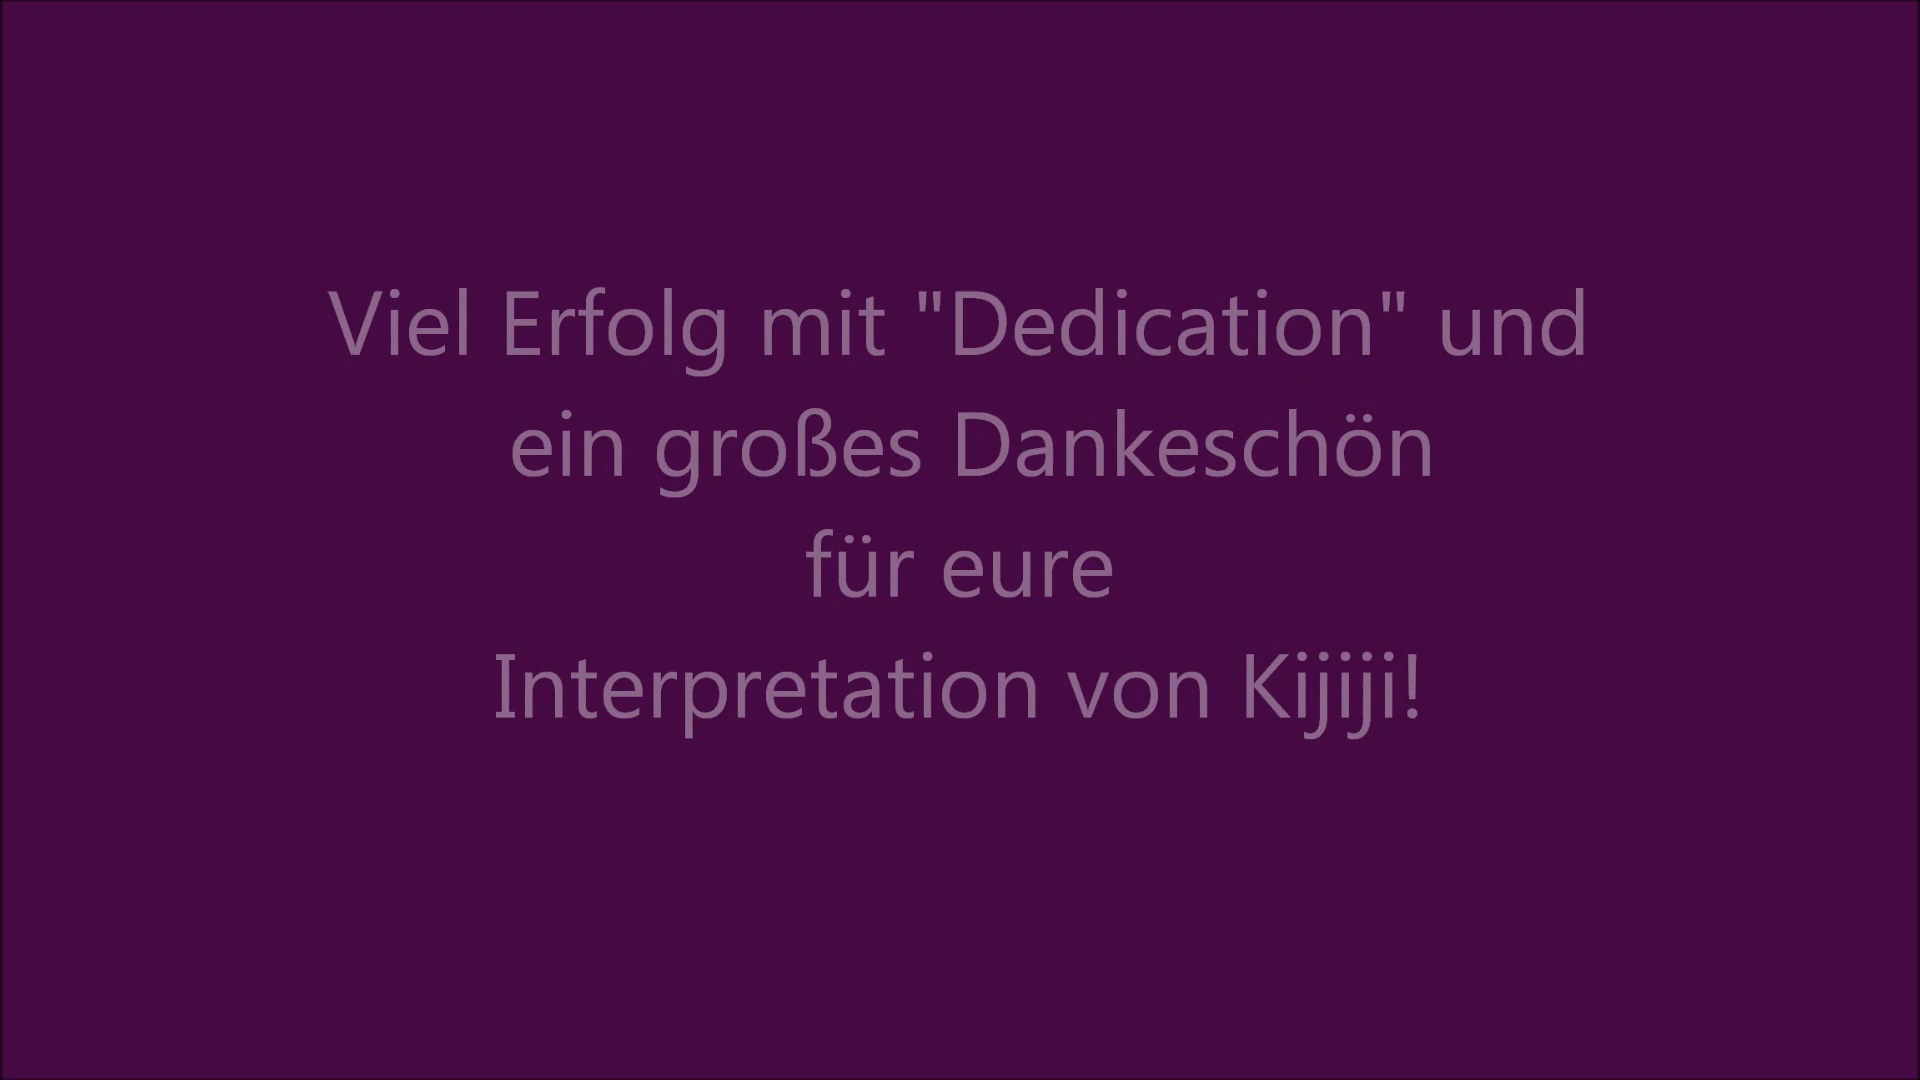 Viel Erfolg mit "Dedication" und
ein großes Dankeschön
für eure
Interpretation von Kijiji!